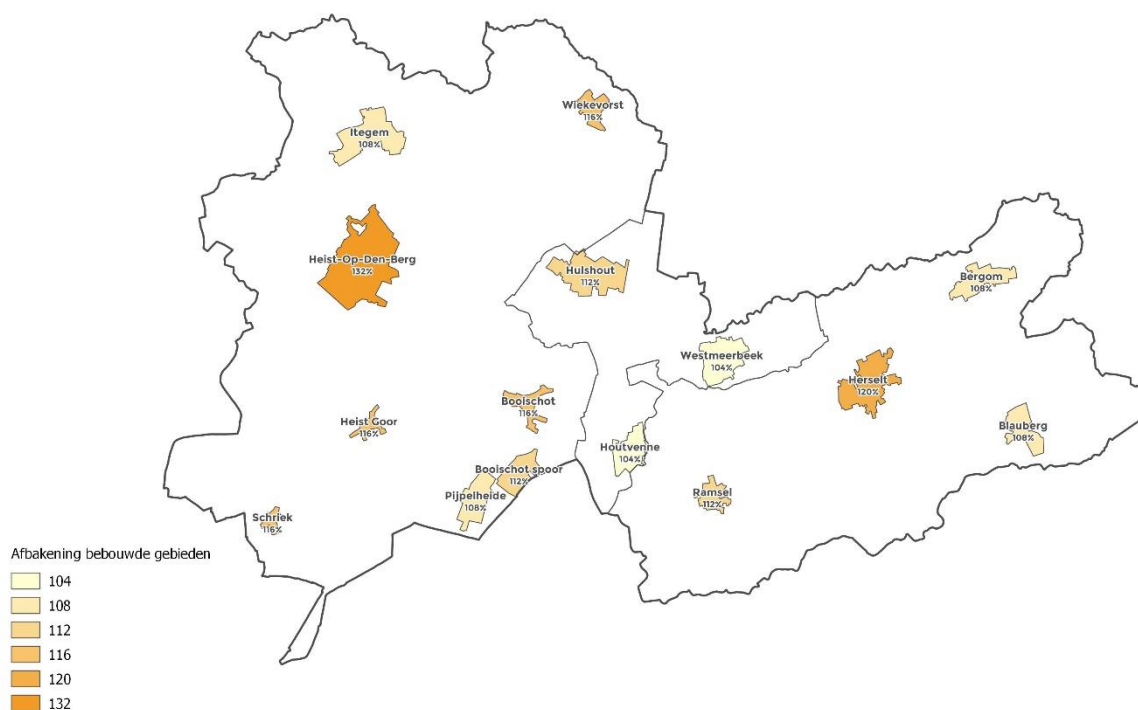 Wiekevorst
116%
Itegem
108%
Heist-Op-Den-Berg
132%
Hulshout
112%
Bergom
108%
Westmeerbeek
104%
Herselt
120%
Booischot
116%
Heist Goor
116%
Blauberg
108%
Houtvenne
104%
Booischot spoor
112%
Pijpelheide
108%
Ramsel
112%
Schriek
116%
Afbakening bebouwde gebieden
104
108
112
116
120
132